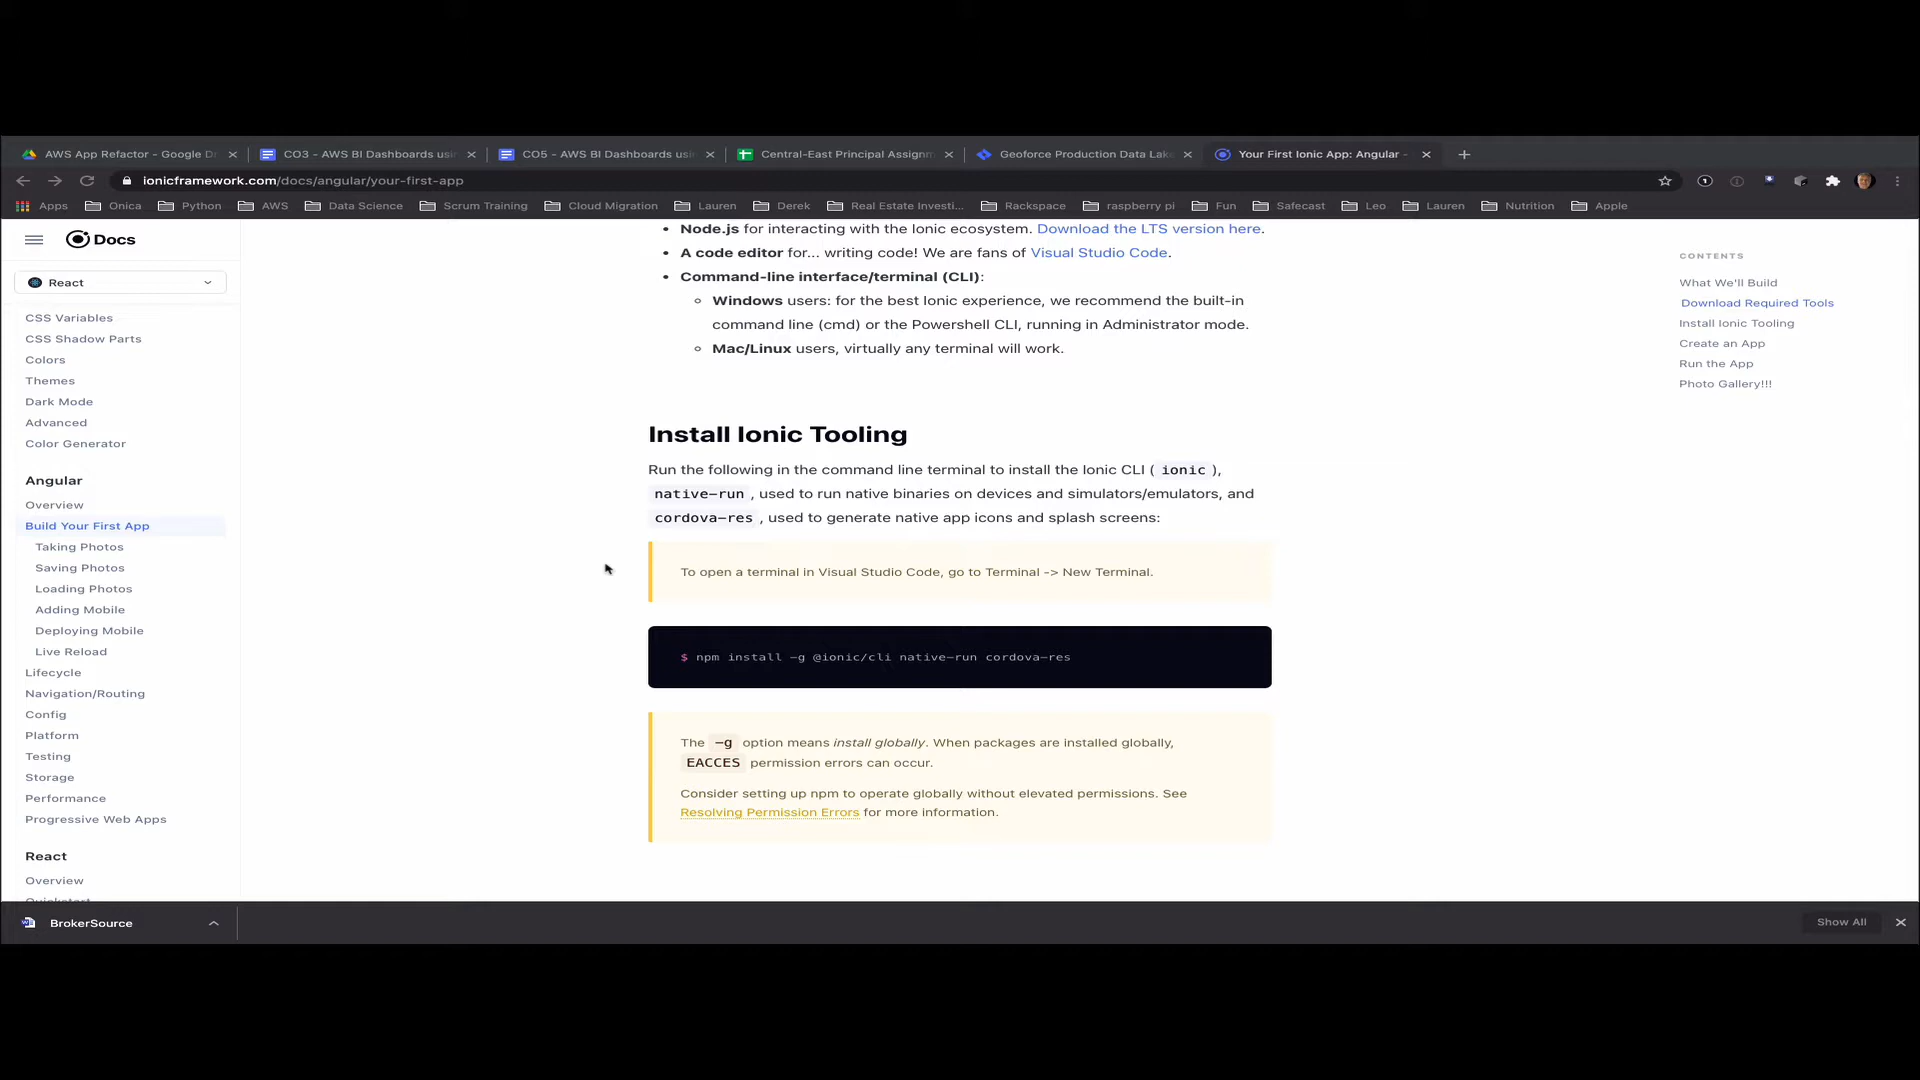 AWS App Refactor - Google Dr
CO3 - AWS BI Dashboards usin
CO5 - AWS BI Dashboards usin
Central-East Principal Assignm
Geoforce Production Data Lake
Your First Ionic App: Angular -
ionicframework.com/docs/angular/your-first-app
Apps
Onica
Python
AWS
Data Science
Scrum Training
Cloud Migration
Lauren
Derek
Real Estate Investi...
Rackspace
raspberry pi
Fun
Safecast
Leo
Lauren
Nutrition
Apple
Docs
React
CSS Variables
CSS Shadow Parts
Colors
Themes
Dark Mode
Advanced
Color Generator
Angular
Overview
Build Your First App
Taking Photos
Saving Photos
Loading Photos
Adding Mobile
Deploying Mobile
Live Reload
Lifecycle
Navigation/Routing
Config
Platform
Testing
Storage
Performance
Progressive Web Apps
React
Overview
• Node.js for interacting with the Ionic ecosystem. Download the LTS version here.
• A code editor for... writing code! We are fans of Visual Studio Code.
• Command-line interface/terminal (CLI):
◦ Windows users: for the best Ionic experience, we recommend the built-in
command line (cmd) or the Powershell CLI, running in Administrator mode.
◦ Mac/Linux users, virtually any terminal will work.
Install Ionic Tooling
Run the following in the command line terminal to install the Ionic CLI ( ionic ),
native-run , used to run native binaries on devices and simulators/emulators, and
cordova-res , used to generate native app icons and splash screens:
To open a terminal in Visual Studio Code, go to Terminal -> New Terminal.
$ npm install -g @ionic/cli native-run cordova-res
The -g option means install globally. When packages are installed globally,
EACCES permission errors can occur.
Consider setting up npm to operate globally without elevated permissions. See
Resolving Permission Errors for more information.
CONTENTS
What We'll Build
Download Required Tools
Install Ionic Tooling
Create an App
Run the App
Photo Gallery!!!
BrokerSource
Show All